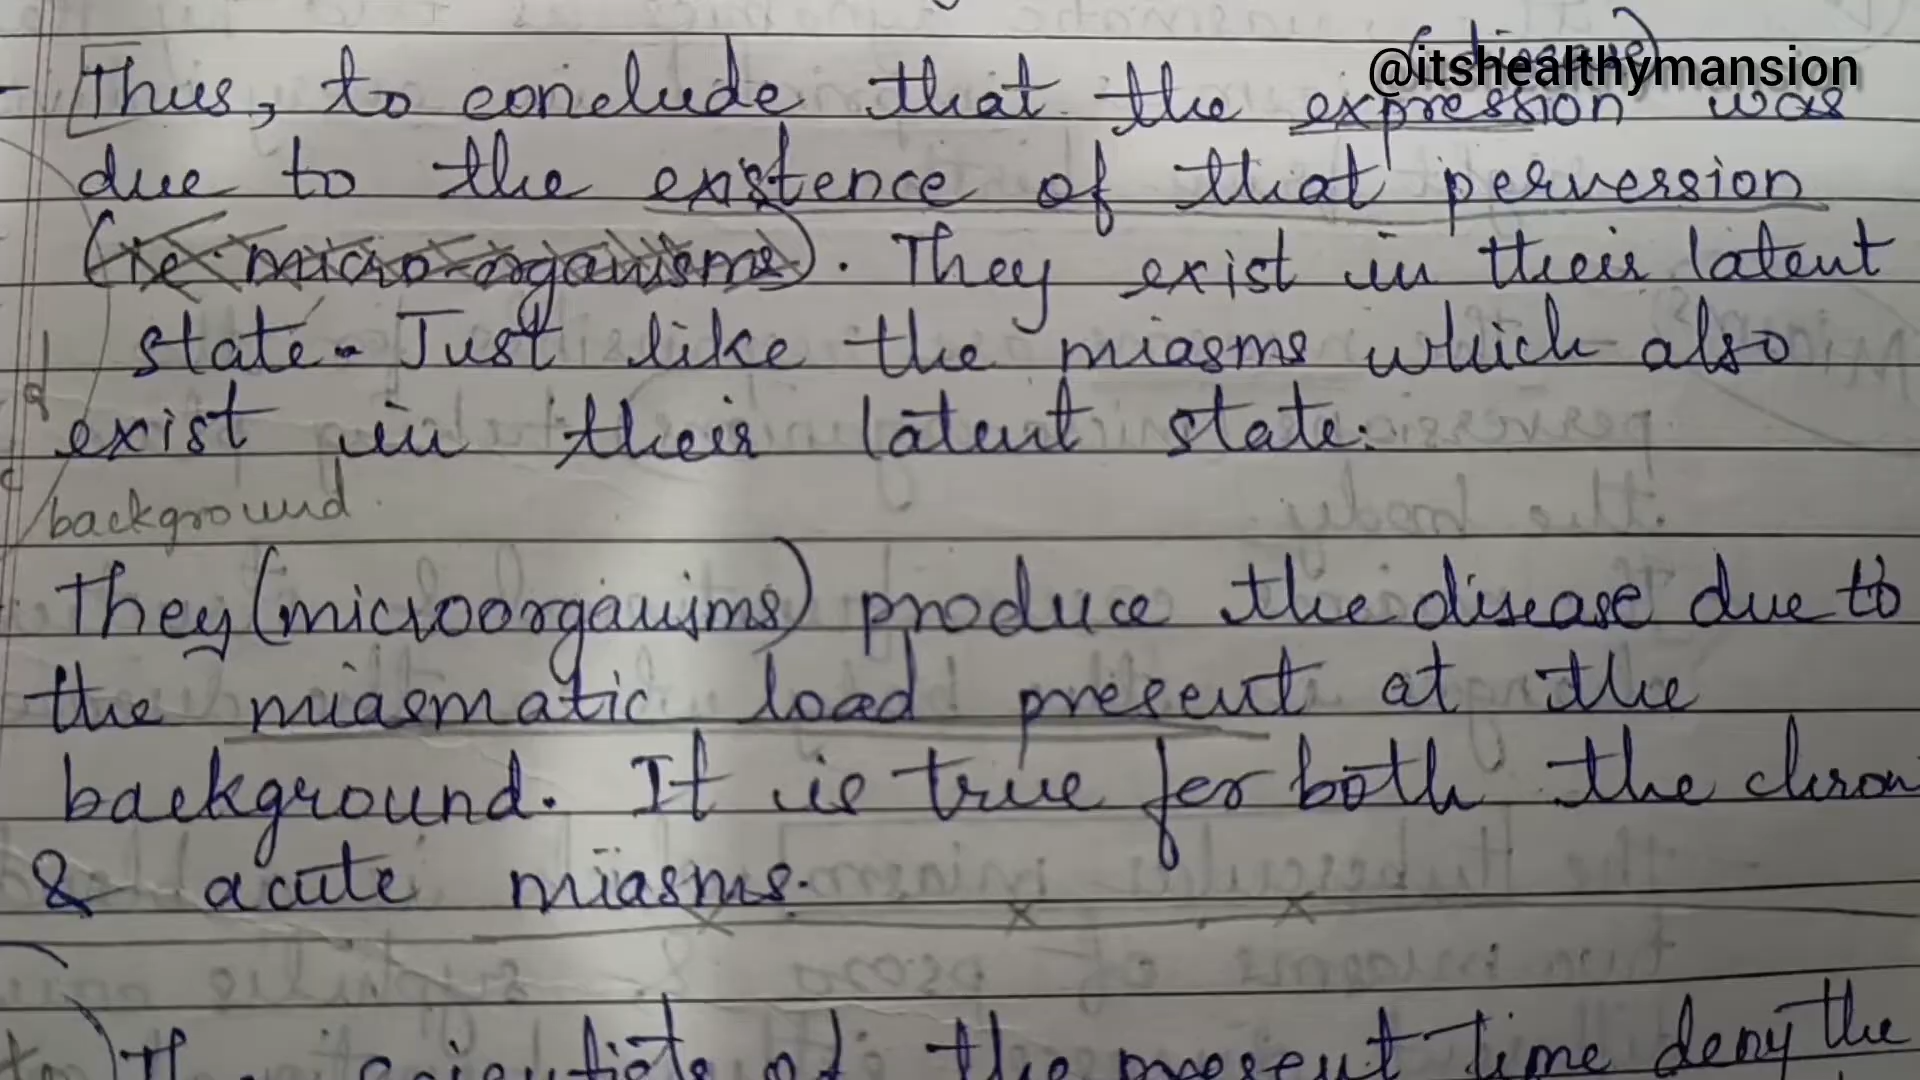 (disease)
@itshealthymansion
- Thus, to conclude that the expression was
due to the existence of that perversion
(ie micro-organisms). They exist in their latent
state. Just like the miasms which also
exist in their latent state.
background
They (microorganisms) produce the disease due to
the miasmatic load present at the
background. It is true for both the chron
& acute miasms.
scientists of the present time deny the